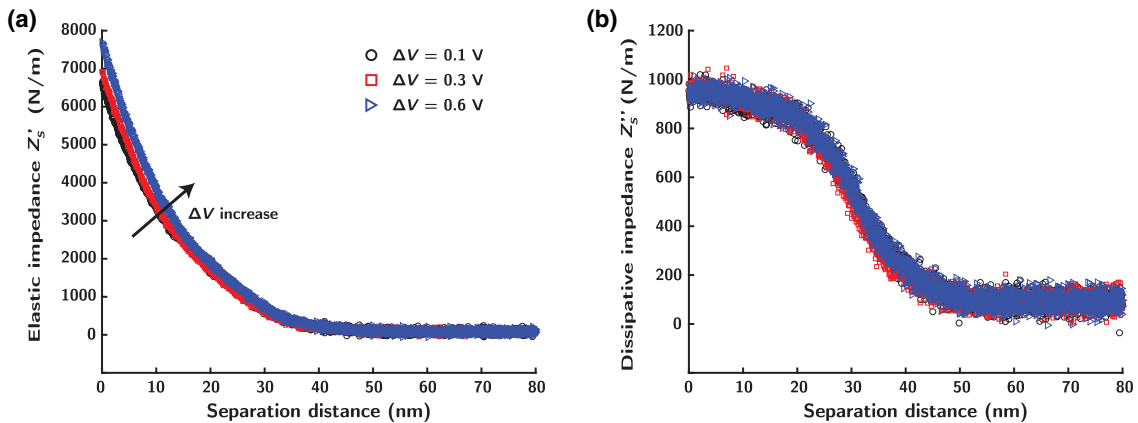 (a)
Elastic impedance Z′ₛ (N/m)
8000
7000
6000
5000
4000
3000
2000
1000
0
0 10 20 30 40 50 60 70 80
Separation distance (nm)
ΔV = 0.1 V
ΔV = 0.3 V
ΔV = 0.6 V
ΔV increase
(b)
Dissipative impedance Z″ₛ (N/m)
1200
1000
800
600
400
200
0
0 10 20 30 40 50 60 70 80
Separation distance (nm)